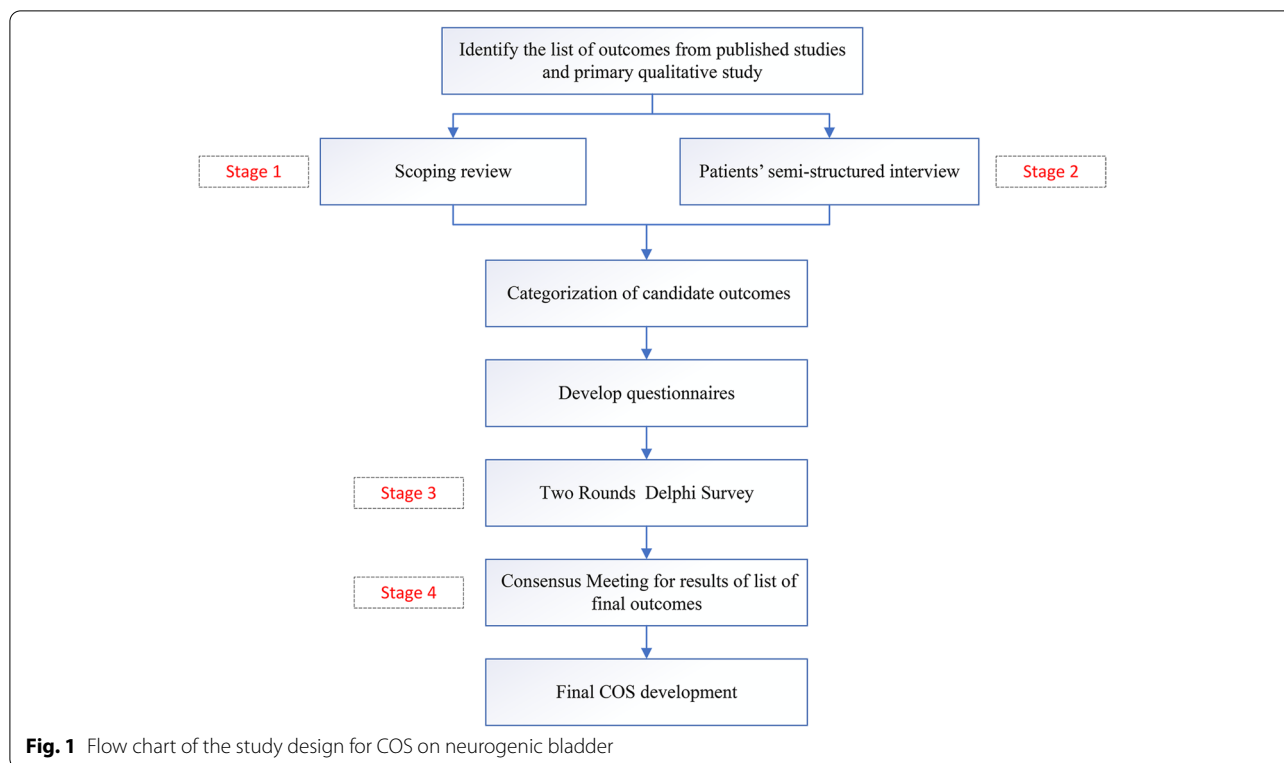 Identify the list of outcomes from published studies
and primary qualitative study
Stage 1
Scoping review
Patients' semi-structured interview
Stage 2
Categorization of candidate outcomes
Develop questionnaires
Stage 3
Two Rounds Delphi Survey
Stage 4
Consensus Meeting for results of list of
final outcomes
Final COS development
Fig. 1 Flow chart of the study design for COS on neurogenic bladder